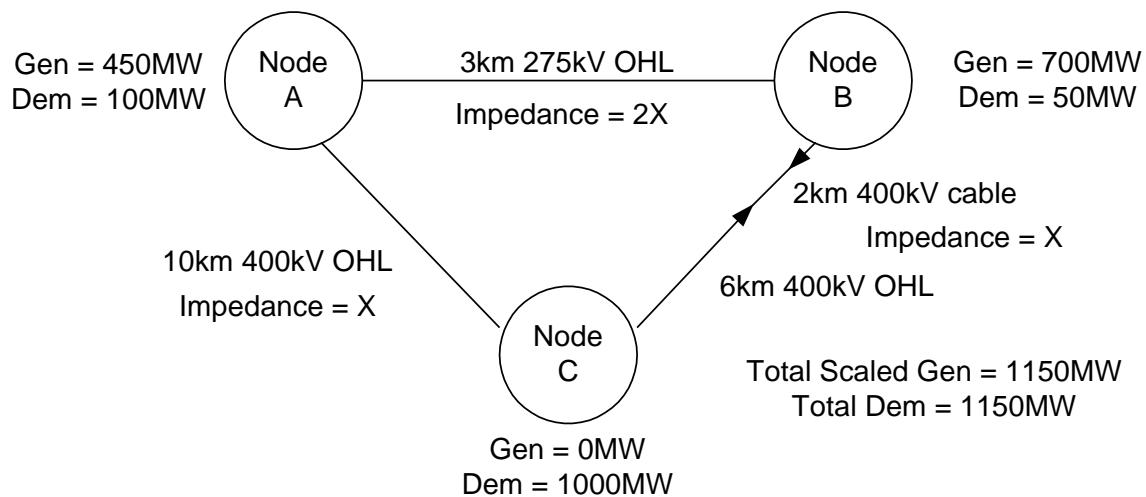 Gen = 450MW
Dem = 100MW
Node
A
3km 275kV OHL
Impedance = 2X
Node
B
Gen = 700MW
Dem = 50MW
2km 400kV cable
Impedance = X
10km 400kV OHL
Impedance = X
6km 400kV OHL
Node
C
Total Scaled Gen = 1150MW
Total Dem = 1150MW
Gen = 0MW
Dem = 1000MW